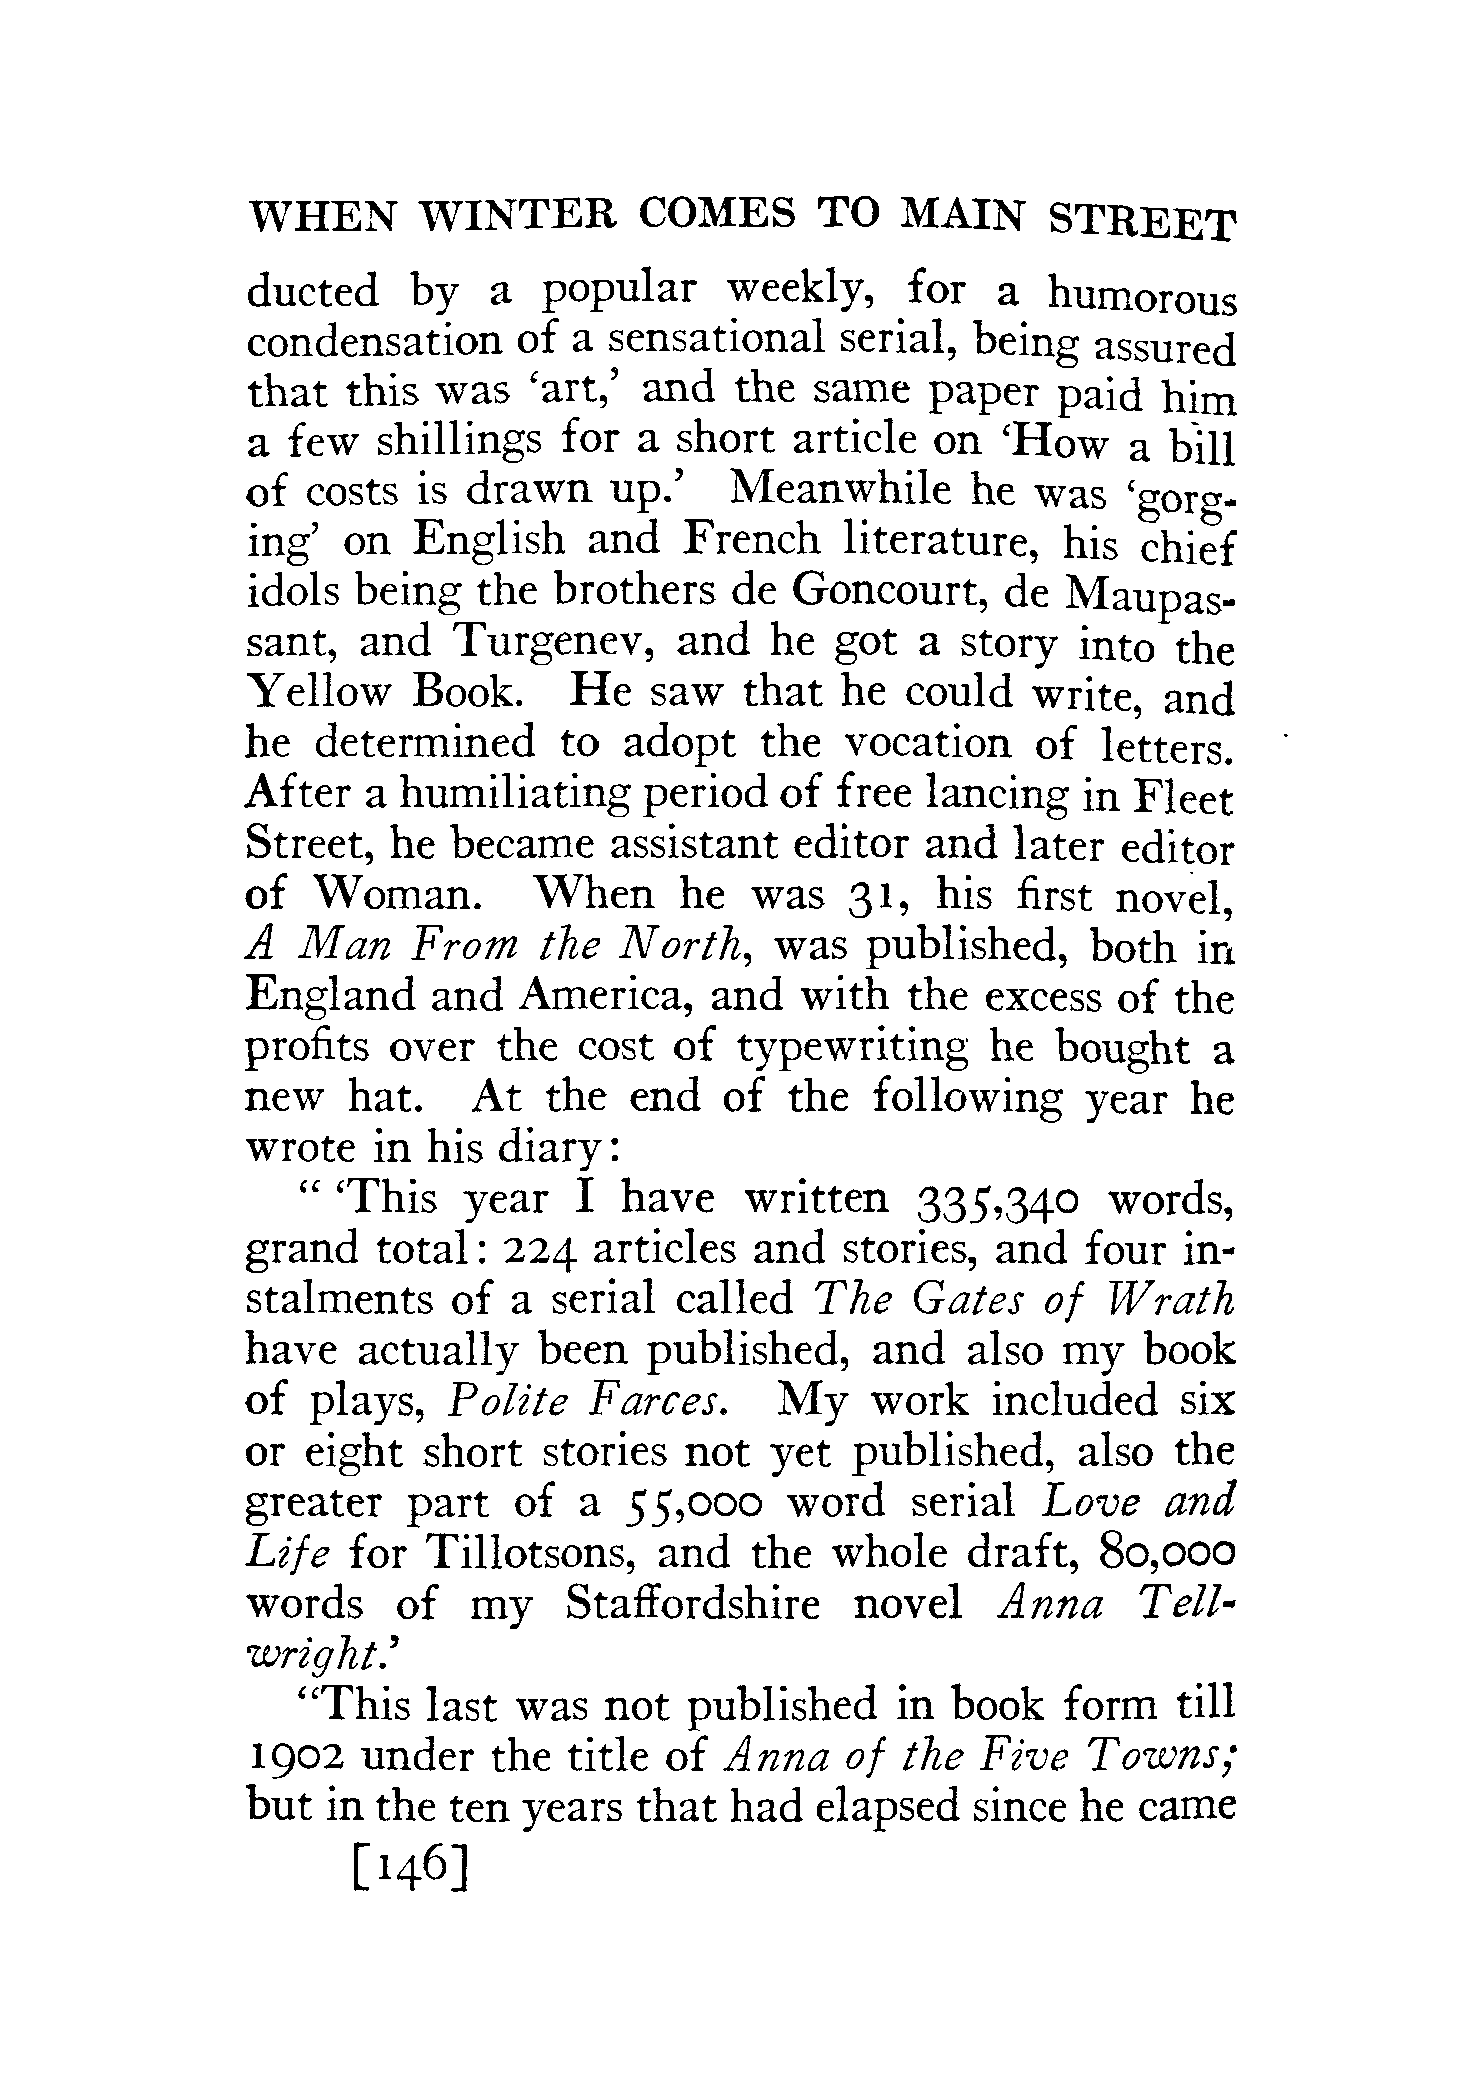 WHEN WINTER COMES TO MAIN STREET
ducted by a popular weekly, for a humorous
condensation of a sensational serial, being assured
that this was ‘art,’ and the same paper paid him
a few shillings for a short article on ‘How a bill
of costs is drawn up.’ Meanwhile he was ‘gorg-
ing’ on English and French literature, his chief
idols being the brothers de Goncourt, de Maupas-
sant, and Turgenev, and he got a story into the
Yellow Book. He saw that he could write, and
he determined to adopt the vocation of letters.
After a humiliating period of free lancing in Fleet
Street, he became assistant editor and later editor
of Woman. When he was 31, his first novel,
A Man From the North, was published, both in
England and America, and with the excess of the
profits over the cost of typewriting he bought a
new hat. At the end of the following year he
wrote in his diary:
“ ‘This year I have written 335,340 words,
grand total: 224 articles and stories, and four in-
stalments of a serial called The Gates of Wrath
have actually been published, and also my book
of plays, Polite Farces. My work included six
or eight short stories not yet published, also the
greater part of a 55,000 word serial Love and
Life for Tillotsons, and the whole draft, 80,000
words of my Staffordshire novel Anna Tell-
wright.’
“This last was not published in book form till
1902 under the title of Anna of the Five Towns;
but in the ten years that had elapsed since he came
[146]